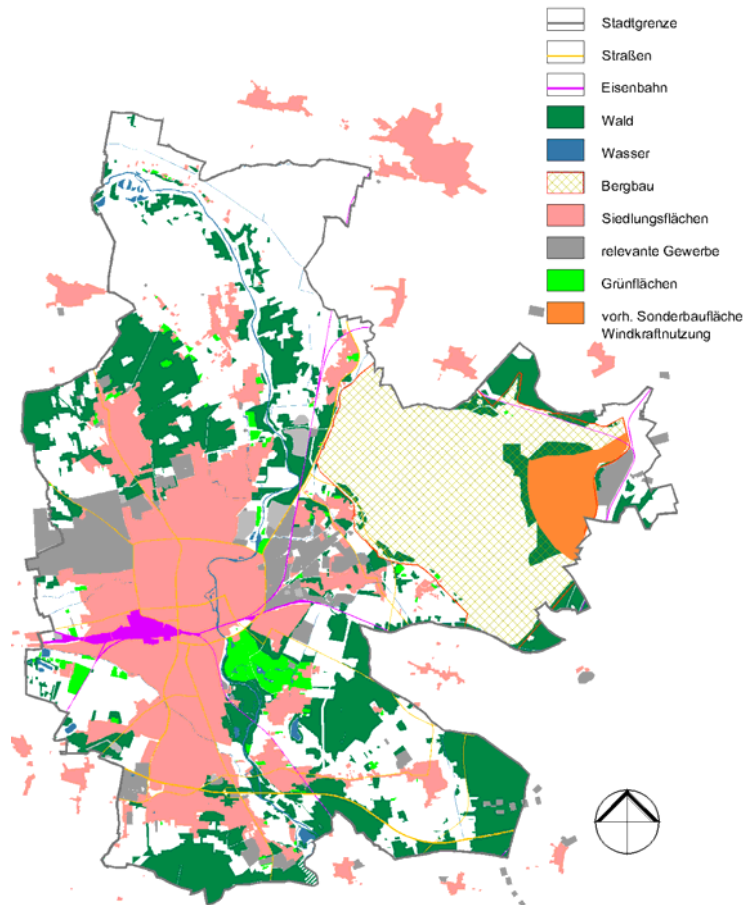 Stadtgrenze
Straßen
Eisenbahn
Wald
Wasser
Bergbau
Siedlungsflächen
relevante Gewerbe
Grünflächen
vorh. Sonderbaufläche
Windkraftnutzung